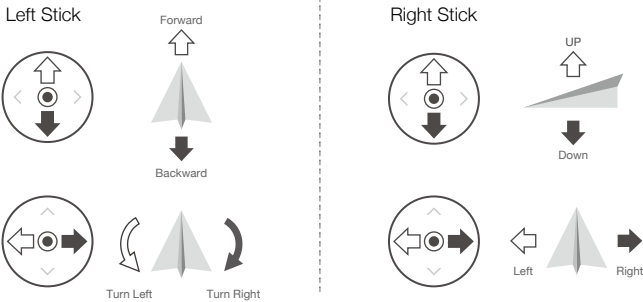 Left Stick
Forward
Backward
Turn Left
Turn Right
Right Stick
UP
Down
Left
Right